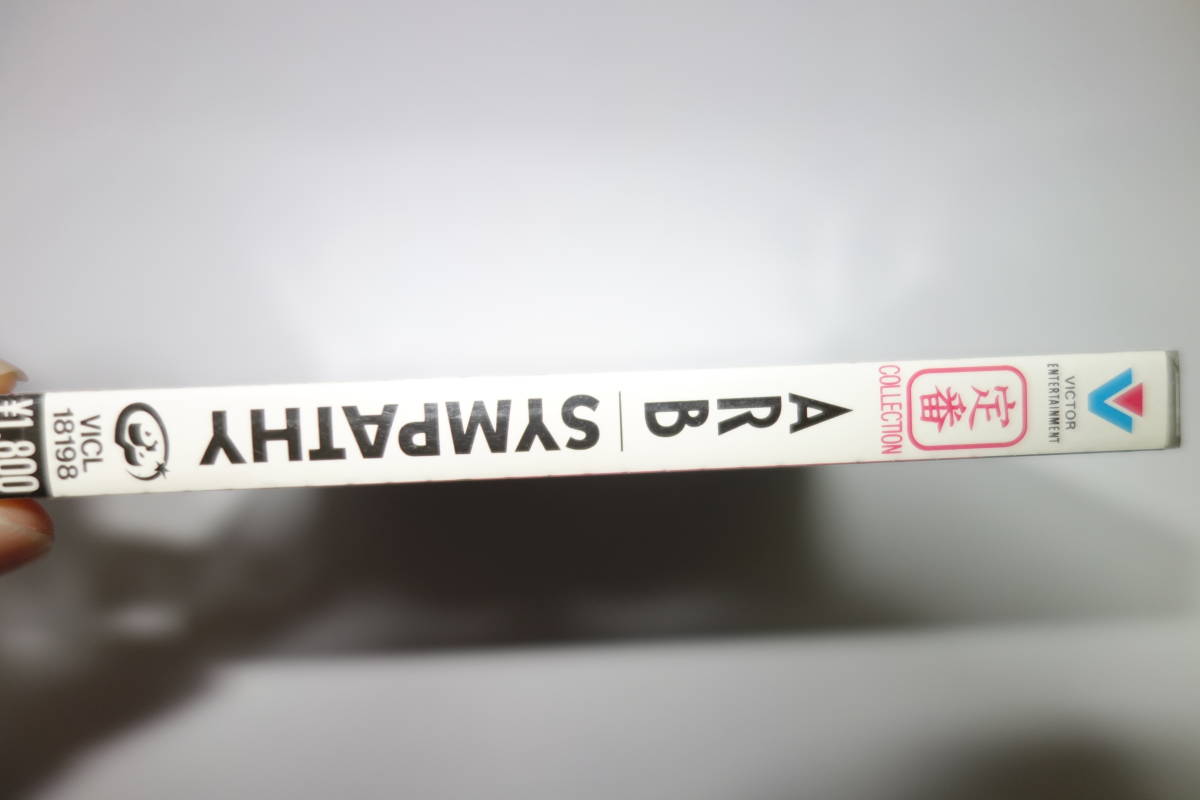 VICTOR
ENTERTAINMENT
定番
COLLECTION
ARB
SYMPATHY
VICL
18198
¥1,800